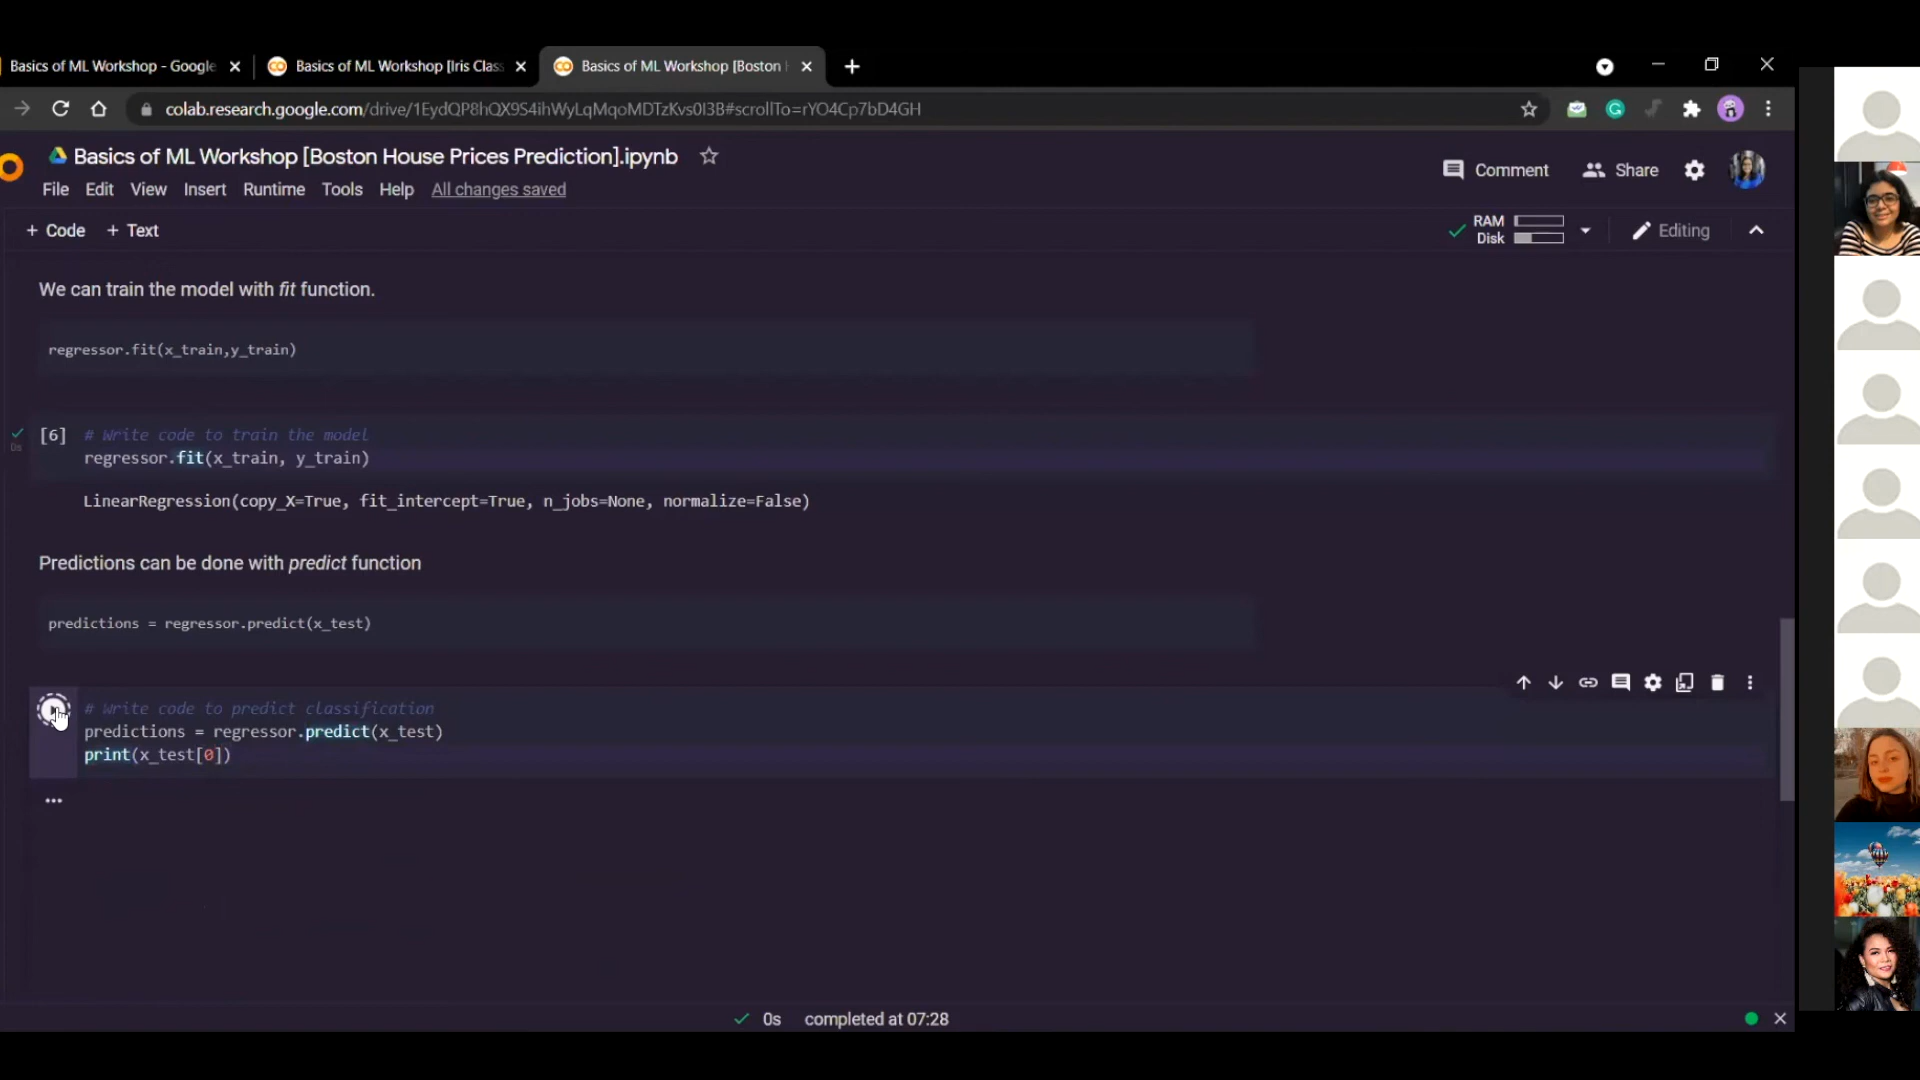 Basics of ML Workshop - Google
Basics of ML Workshop [Iris Clas
Basics of ML Workshop [Boston
colab.research.google.com/drive/1EydQP8hQX9S4ihWyLqMqoMDTzKvs0I3B#scrollTo=rYO4Cp7bD4GH
Basics of ML Workshop [Boston House Prices Prediction].ipynb
Comment Share
File Edit View Insert Runtime Tools Help All changes saved
+ Code + Text
RAM
Disk
Editing
We can train the model with fit function.
regressor.fit(x_train,y_train)
[6] # Write code to train the model
0s
regressor.fit(x_train, y_train)
LinearRegression(copy_X=True, fit_intercept=True, n_jobs=None, normalize=False)
Predictions can be done with predict function
predictions = regressor.predict(x_test)
# Write code to predict classification
predictions = regressor.predict(x_test)
print(x_test[0])
0s completed at 07:28